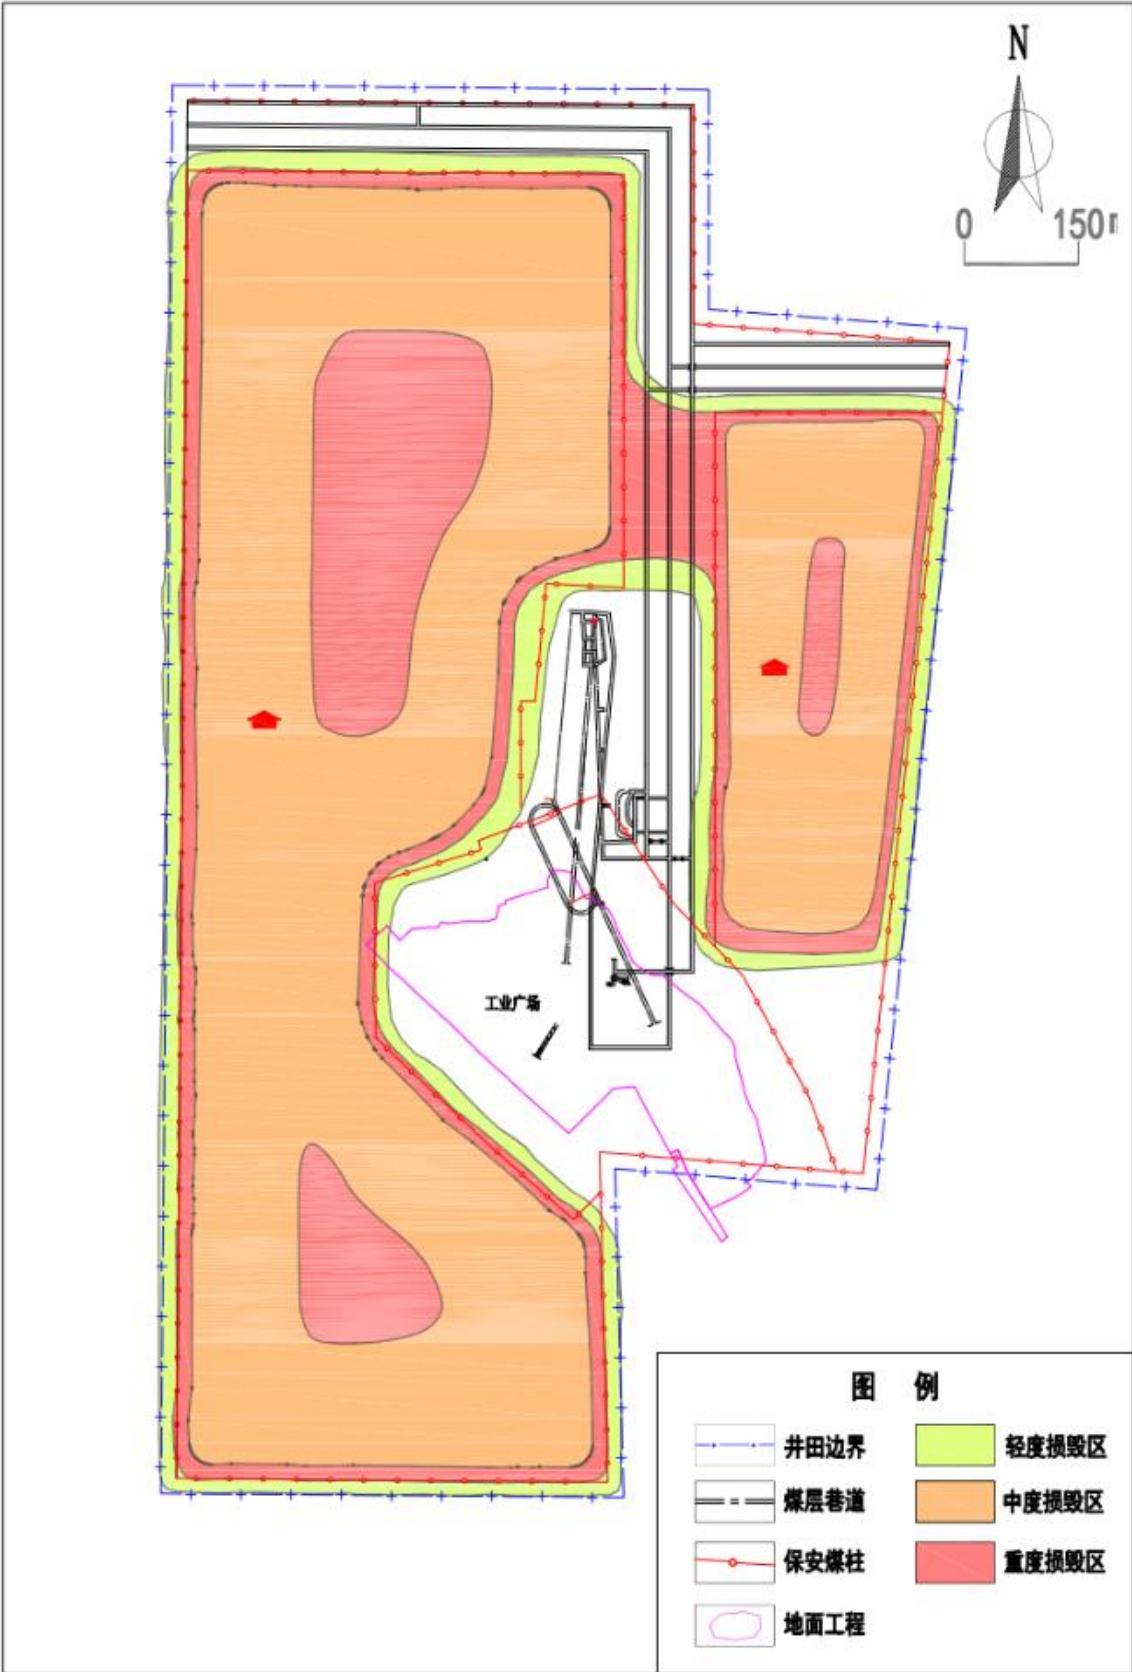 N
0 150m
工业广场
图 例
井田边界
轻度损毁区
煤层巷道
中度损毁区
保安煤柱
重度损毁区
地面工程